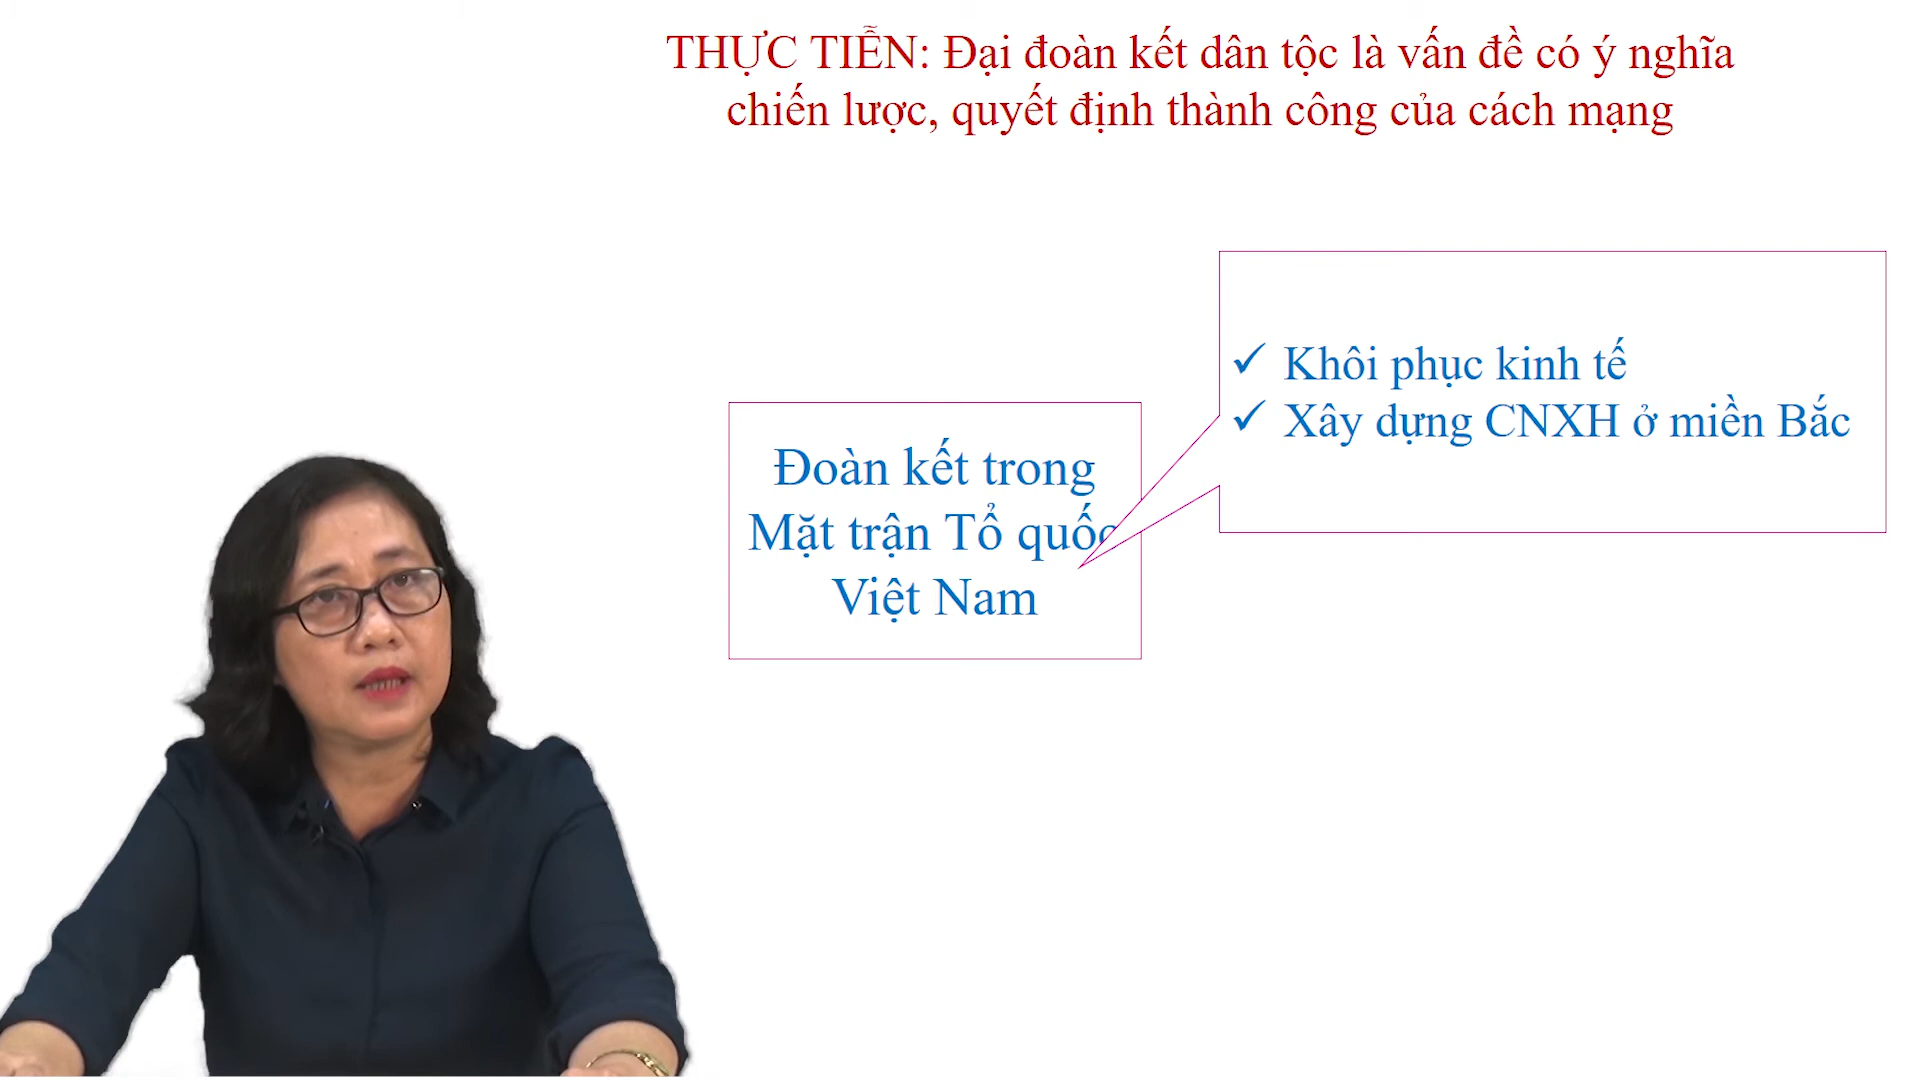 THỰC TIỄN: Đại đoàn kết dân tộc là vấn đề có ý nghĩa
chiến lược, quyết định thành công của cách mạng
Đoàn kết trong
Mặt trận Tổ quốc
Việt Nam
✓ Khôi phục kinh tế
✓ Xây dựng CNXH ở miền Bắc